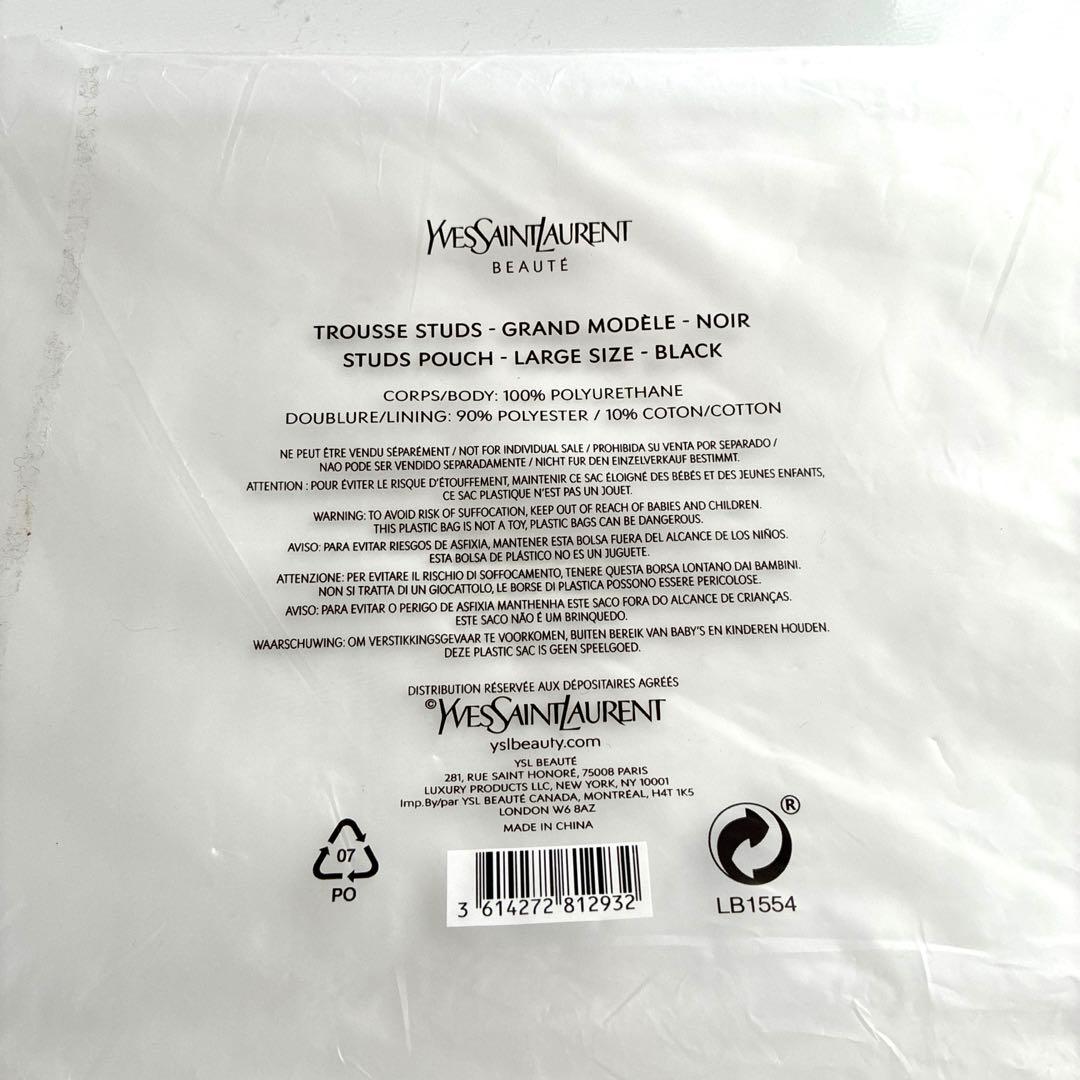 YVESSAINTLAURENT
BEAUTÉ
TROUSSE STUDS - GRAND MODÈLE - NOIR
STUDS POUCH - LARGE SIZE - BLACK
CORPS/BODY: 100% POLYURETHANE
DOUBLURE/LINING: 90% POLYESTER / 10% COTON/COTTON
NE PEUT ÊTRE VENDU SÉPARÉMENT / NOT FOR INDIVIDUAL SALE / PROHIBIDA SU VENTA POR SEPARADO /
NAO PODE SER VENDIDO SEPARADAMENTE / NICHT FUR DEN EINZELVERKAUF BESTIMMT.
ATTENTION : POUR ÉVITER LE RISQUE D'ÉTOUFFEMENT, MAINTENIR CE SAC ÉLOIGNÉ DES BÉBÉS ET DES JEUNES ENFANTS,
CE SAC PLASTIQUE N'EST PAS UN JOUET.
WARNING: TO AVOID RISK OF SUFFOCATION, KEEP OUT OF REACH OF BABIES AND CHILDREN.
THIS PLASTIC BAG IS NOT A TOY, PLASTIC BAGS CAN BE DANGEROUS.
AVISO: PARA EVITAR RIESGOS DE ASFIXIA, MANTENER ESTA BOLSA FUERA DEL ALCANCE DE LOS NIÑOS.
ESTA BOLSA DE PLÁSTICO NO ES UN JUGUETE.
ATTENZIONE: PER EVITARE IL RISCHIO DI SOFFOCAMENTO, TENERE QUESTA BORSA LONTANO DAI BAMBINI.
NON SI TRATTA DI UN GIOCATTOLO, LE BORSE DI PLASTICA POSSONO ESSERE PERICOLOSE.
AVISO: PARA EVITAR O PERIGO DE ASFIXIA MANTHENHA ESTE SACO FORA DO ALCANCE DE CRIANÇAS.
ESTE SACO NÃO É UM BRINQUEDO.
WAARSCHUWING: OM VERSTIKKINGSGEVAAR TE VOORKOMEN, BUITEN BEREIK VAN BABY'S EN KINDEREN HOUDEN.
DEZE PLASTIC SAC IS GEEN SPEELGOED.
DISTRIBUTION RÉSERVÉE AUX DÉPOSITAIRES AGRÉÉS
©YVESSAINTLAURENT
yslbeauty.com
YSL BEAUTÉ
281, RUE SAINT HONORÉ, 75008 PARIS
LUXURY PRODUCTS LLC, NEW YORK, NY 10001
Imp.By/par YSL BEAUTÉ CANADA, MONTRÉAL, H4T 1K5
LONDON W6 8AZ
MADE IN CHINA
07
PO
3 614272 812932
®
LB1554